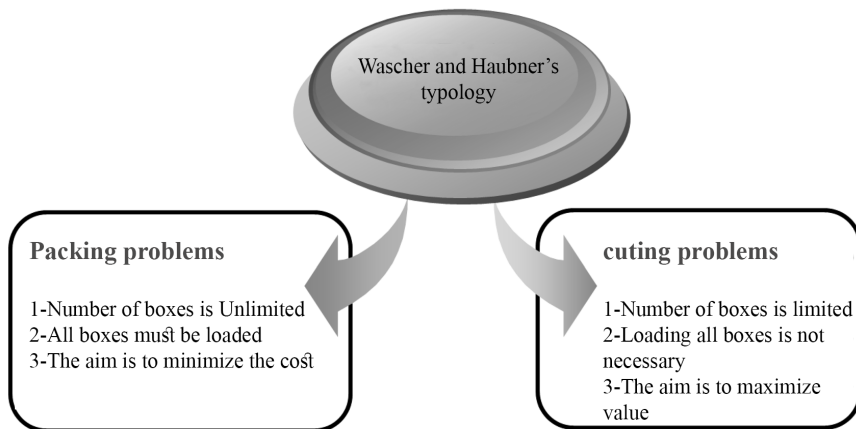 Wascher and Haubner's
typology
Packing problems
1-Number of boxes is Unlimited
2-All boxes must be loaded
3-The aim is to minimize the cost
cuting problems
1-Number of boxes is limited
2-Loading all boxes is not
necessary
3-The aim is to maximize
value